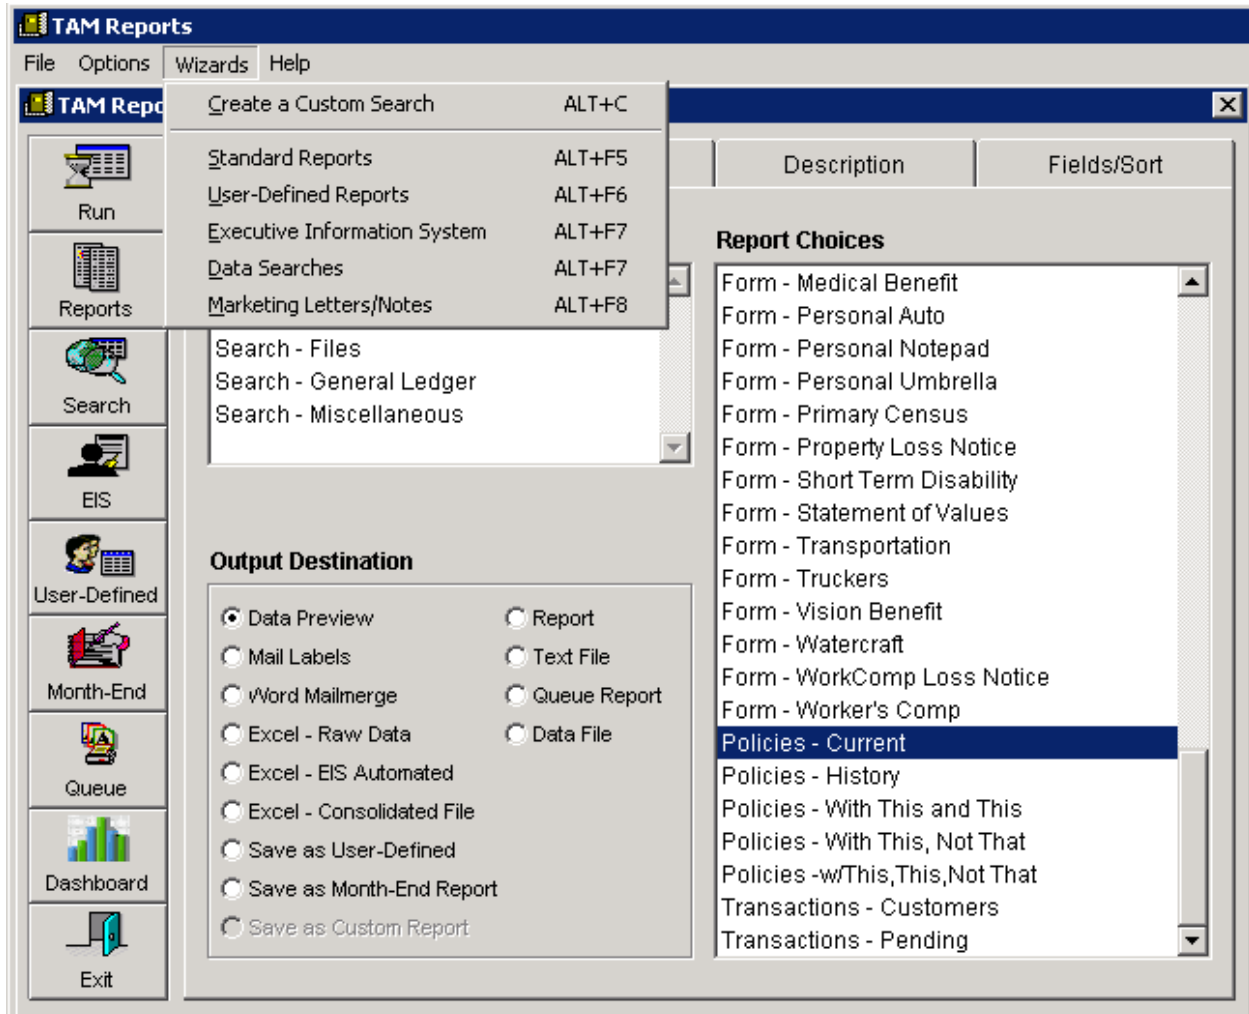 TAM Reports
File Options Wizards Help
TAM Repo
Create a Custom Search ALT+C
Standard Reports ALT+F5
User-Defined Reports ALT+F6
Executive Information System ALT+F7
Data Searches ALT+F7
Marketing Letters/Notes ALT+F8
Run
Reports
Search
EIS
User-Defined
Month-End
Queue
Dashboard
Exit
Description Fields/Sort
Search - Files
Search - General Ledger
Search - Miscellaneous
Output Destination
Data Preview Report
Mail Labels Text File
Word Mailmerge Queue Report
Excel - Raw Data Data File
Excel - EIS Automated
Excel - Consolidated File
Save as User-Defined
Save as Month-End Report
Save as Custom Report
Report Choices
Form - Medical Benefit
Form - Personal Auto
Form - Personal Notepad
Form - Personal Umbrella
Form - Primary Census
Form - Property Loss Notice
Form - Short Term Disability
Form - Statement of Values
Form - Transportation
Form - Truckers
Form - Vision Benefit
Form - Watercraft
Form - WorkComp Loss Notice
Form - Worker's Comp
Policies - Current
Policies - History
Policies - With This and This
Policies - With This, Not That
Policies -w/This,This,Not That
Transactions - Customers
Transactions - Pending